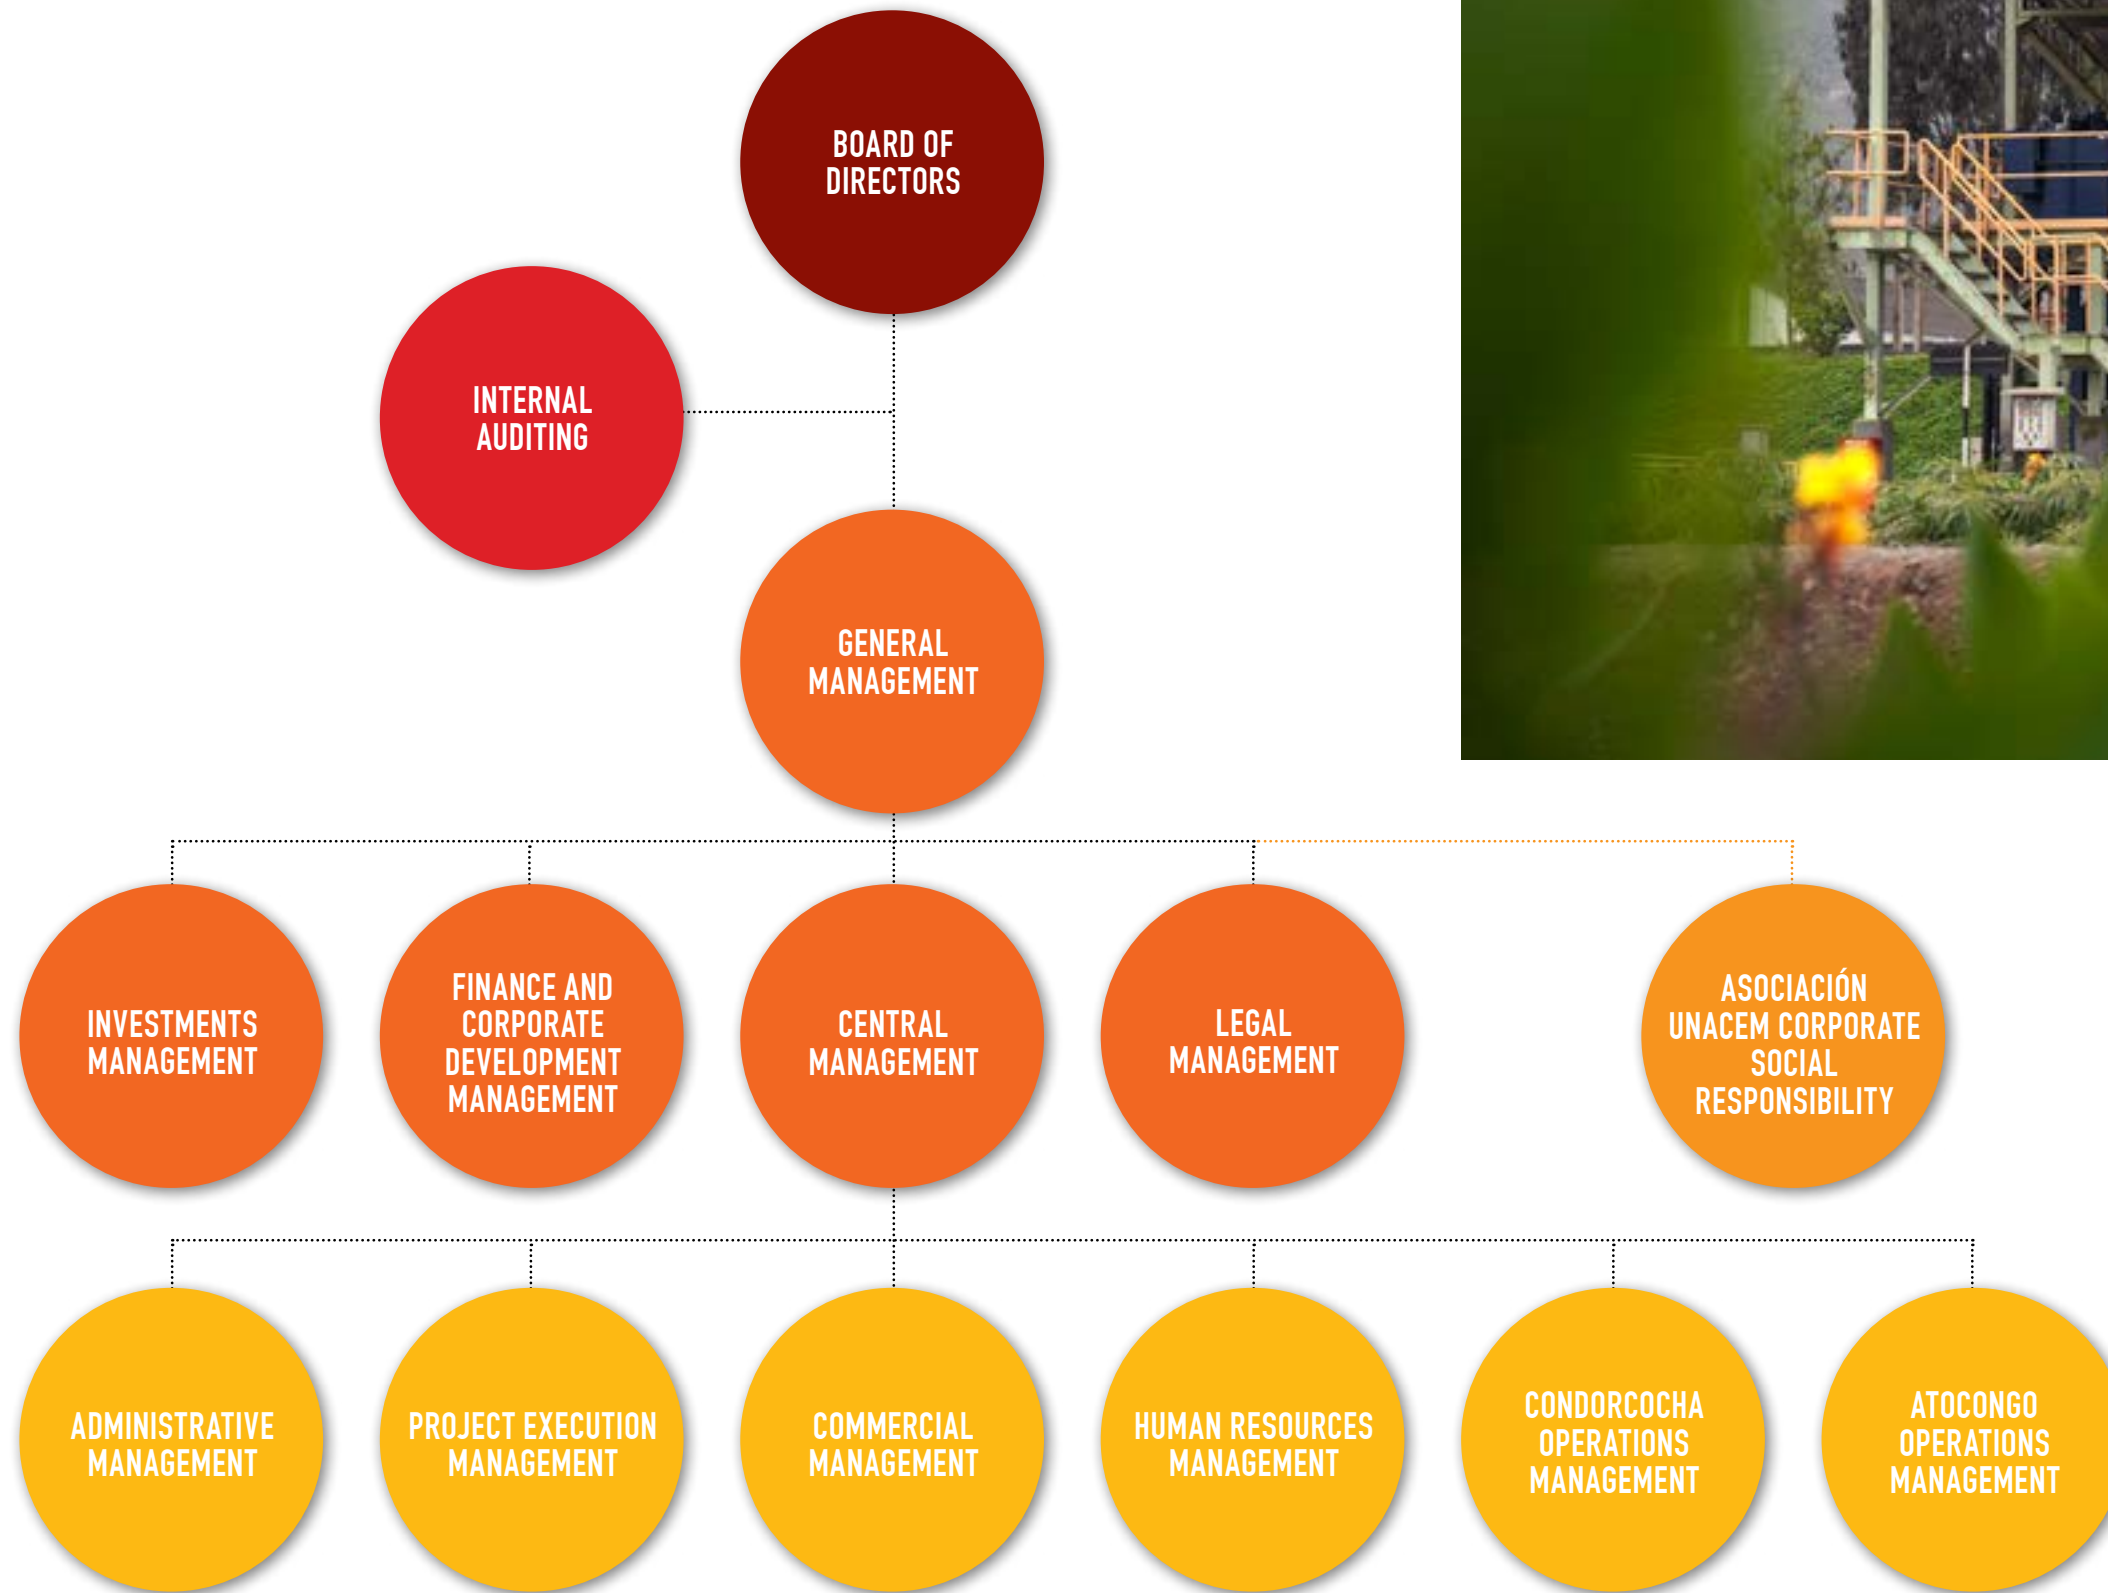 BOARD OF
DIRECTORS
INTERNAL
AUDITING
GENERAL
MANAGEMENT
INVESTMENTS
MANAGEMENT
FINANCE AND
CORPORATE
DEVELOPMENT
MANAGEMENT
CENTRAL
MANAGEMENT
LEGAL
MANAGEMENT
ASOCIACIÓN
UNACEM CORPORATE
SOCIAL
RESPONSIBILITY
ADMINISTRATIVE
MANAGEMENT
PROJECT EXECUTION
MANAGEMENT
COMMERCIAL
MANAGEMENT
HUMAN RESOURCES
MANAGEMENT
CONDORCOCHA
OPERATIONS
MANAGEMENT
ATOCONGO
OPERATIONS
MANAGEMENT